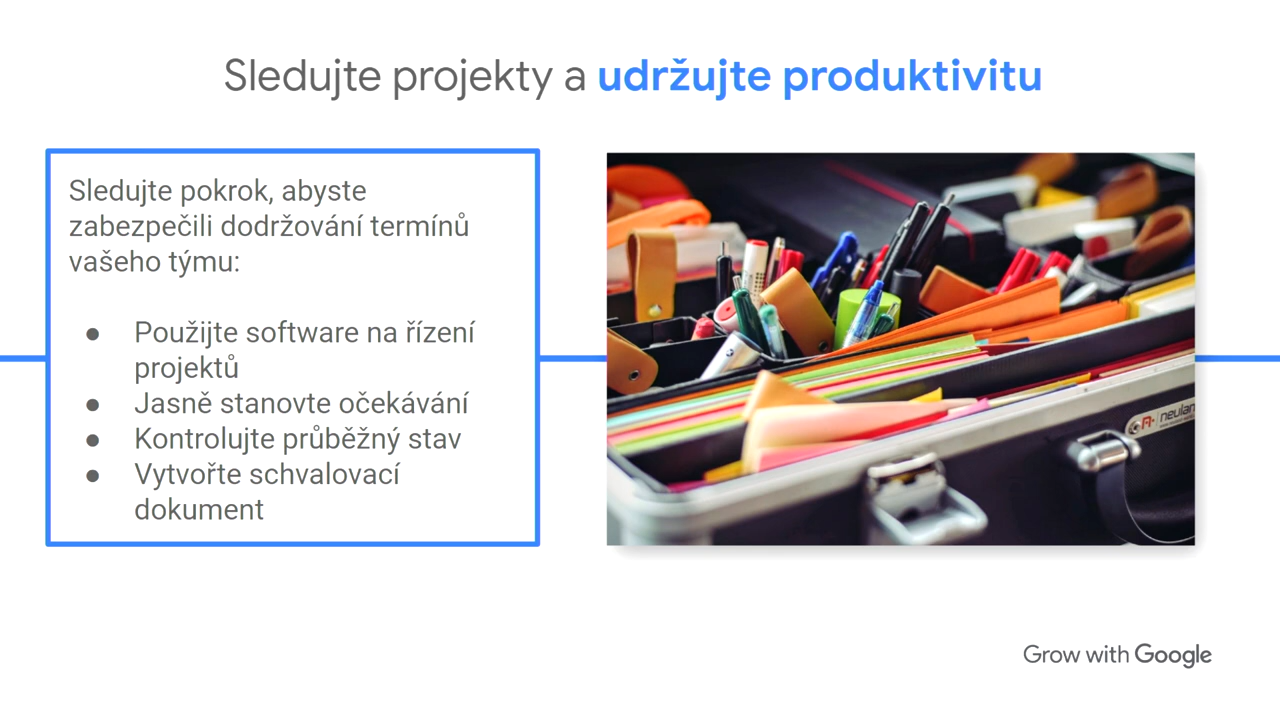 Sledujte projekty a udržujte produktivitu
Sledujte pokrok, abyste
zabezpečili dodržování termínů
vašeho týmu:
● Použijte software na řízení
projektů
● Jasně stanovte očekávání
● Kontrolujte průběžný stav
● Vytvořte schvalovací
dokument
Grow with Google